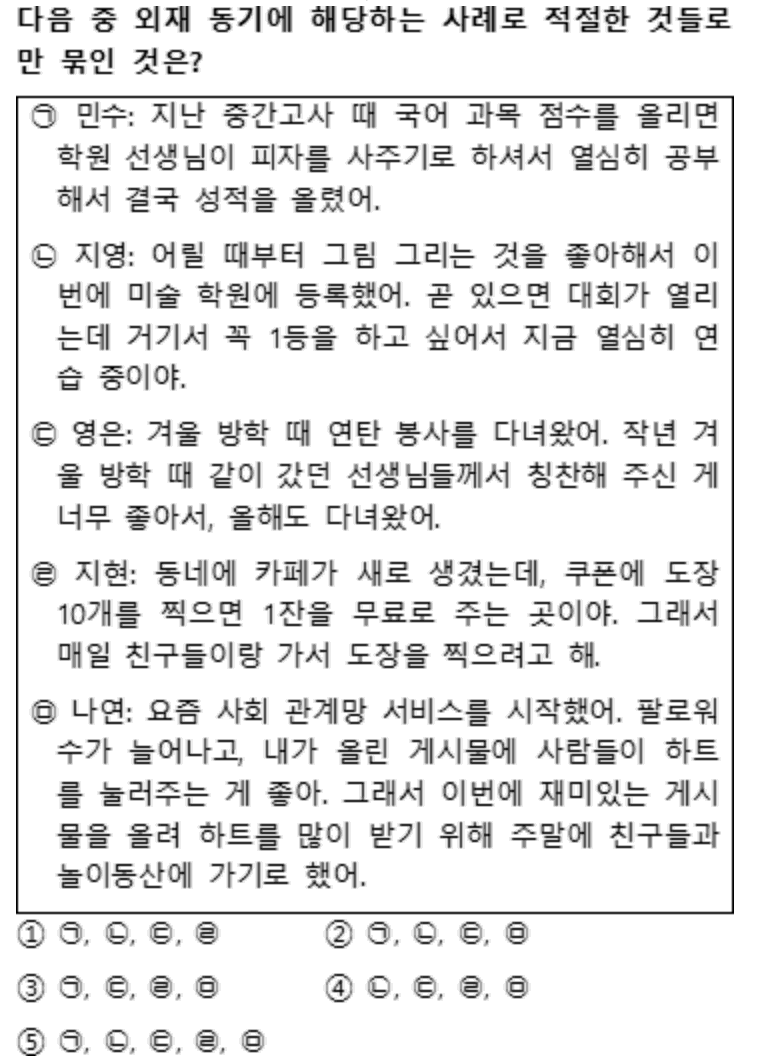 다음 중 외재 동기에 해당하는 사례로 적절한 것들로
만 묶인 것은?
㉠ 민수: 지난 중간고사 때 국어 과목 점수를 올리면
학원 선생님이 피자를 사주기로 하셔서 열심히 공부
해서 결국 성적을 올렸어.
㉡ 지영: 어릴 때부터 그림 그리는 것을 좋아해서 이
번에 미술 학원에 등록했어. 곧 있으면 대회가 열리
는데 거기서 꼭 1등을 하고 싶어서 지금 열심히 연
습 중이야.
㉢ 영은: 겨울 방학 때 연탄 봉사를 다녀왔어. 작년 겨
울 방학 때 같이 갔던 선생님들께서 칭찬해 주신 게
너무 좋아서, 올해도 다녀왔어.
㉣ 지현: 동네에 카페가 새로 생겼는데, 쿠폰에 도장
10개를 찍으면 1잔을 무료로 주는 곳이야. 그래서
매일 친구들이랑 가서 도장을 찍으려고 해.
㉤ 나연: 요즘 사회 관계망 서비스를 시작했어. 팔로워
수가 늘어나고, 내가 올린 게시물에 사람들이 하트
를 눌러주는 게 좋아. 그래서 이번에 재미있는 게시
물을 올려 하트를 많이 받기 위해 주말에 친구들과
놀이동산에 가기로 했어.
① ㉠, ㉡, ㉢, ㉣ ② ㉠, ㉡, ㉢, ㉤
③ ㉠, ㉢, ㉣, ㉤ ④ ㉡, ㉢, ㉣, ㉤
⑤ ㉠, ㉡, ㉢, ㉣, ㉤